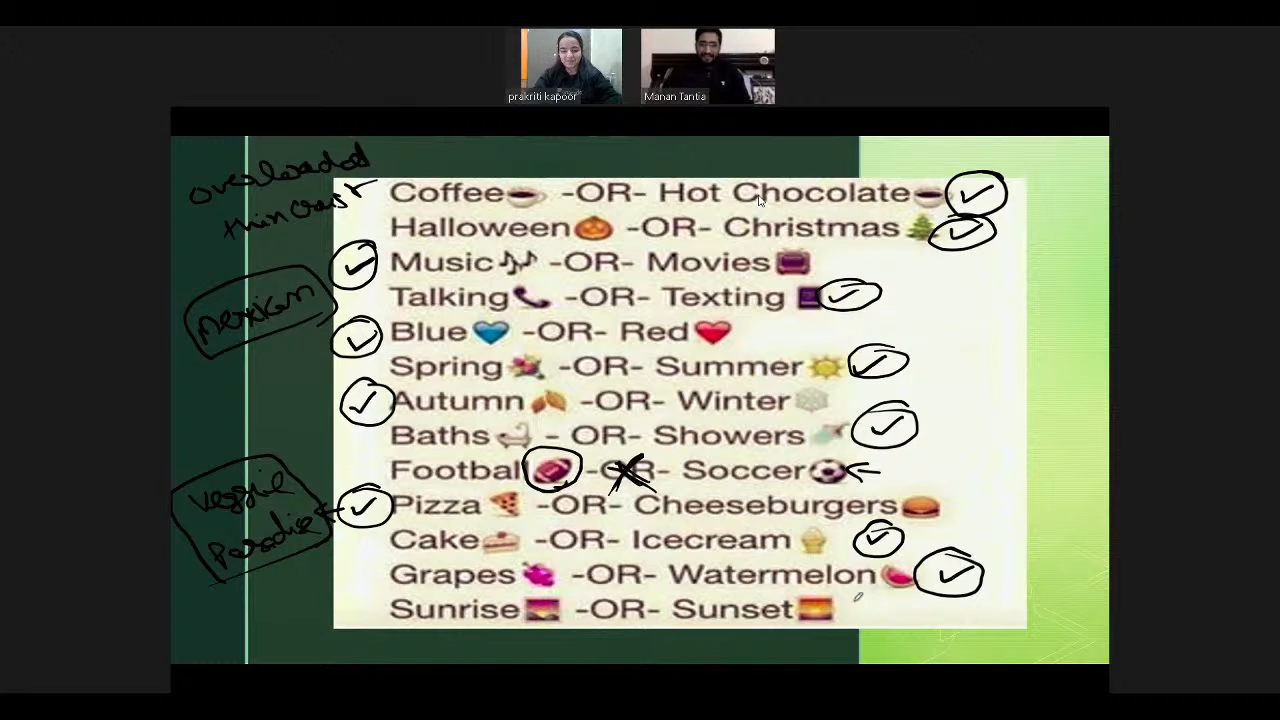 prakriti kapoor
Manan Tantia
overloaded
thin crust
Coffee☕ -OR- Hot Chocolate☕
Halloween🎃 -OR- Christmas🎄
Music🎶 -OR- Movies📺
Talking📞 -OR- Texting
Blue💙 -OR- Red❤️
Mexican
Spring💐 -OR- Summer☀️
Autumn🍂 -OR- Winter❄️
Baths🛀 - OR- Showers🚿
Football🏈 -OR- Soccer⚽
Veggie
Paradise
Pizza🍕 -OR- Cheeseburgers🍔
Cake🍰 -OR- Icecream🍦
Grapes🍇 -OR- Watermelon🍉
Sunrise🌅 -OR- Sunset🌇